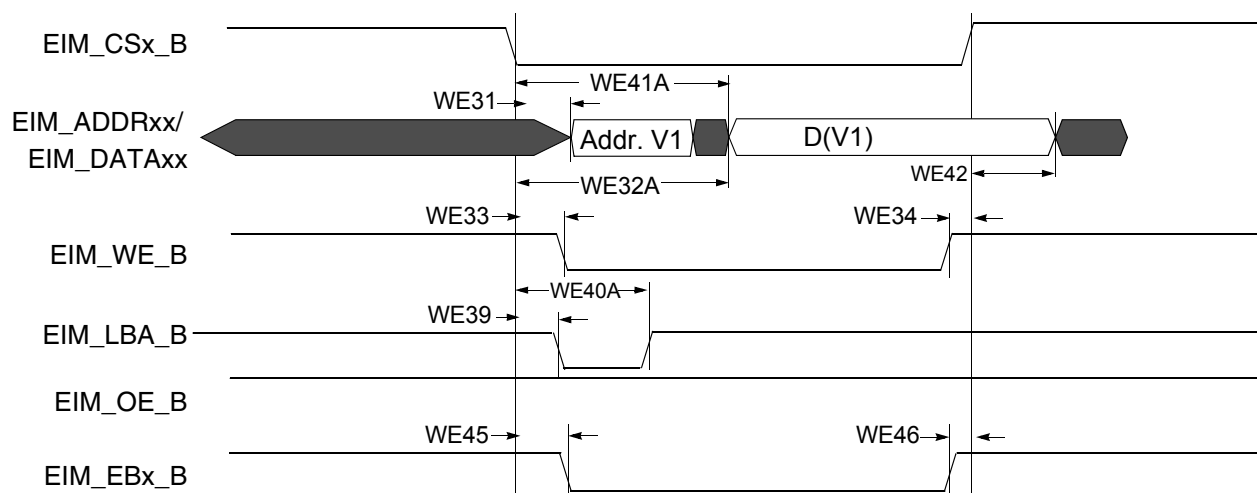 EIM_CSx_B
WE41A
WE31
EIM_ADDRxx/
EIM_DATAxx
Addr. V1
D(V1)
WE32A
WE42
WE33
WE34
EIM_WE_B
WE40A
WE39
EIM_LBA_B
EIM_OE_B
WE45
WE46
EIM_EBx_B